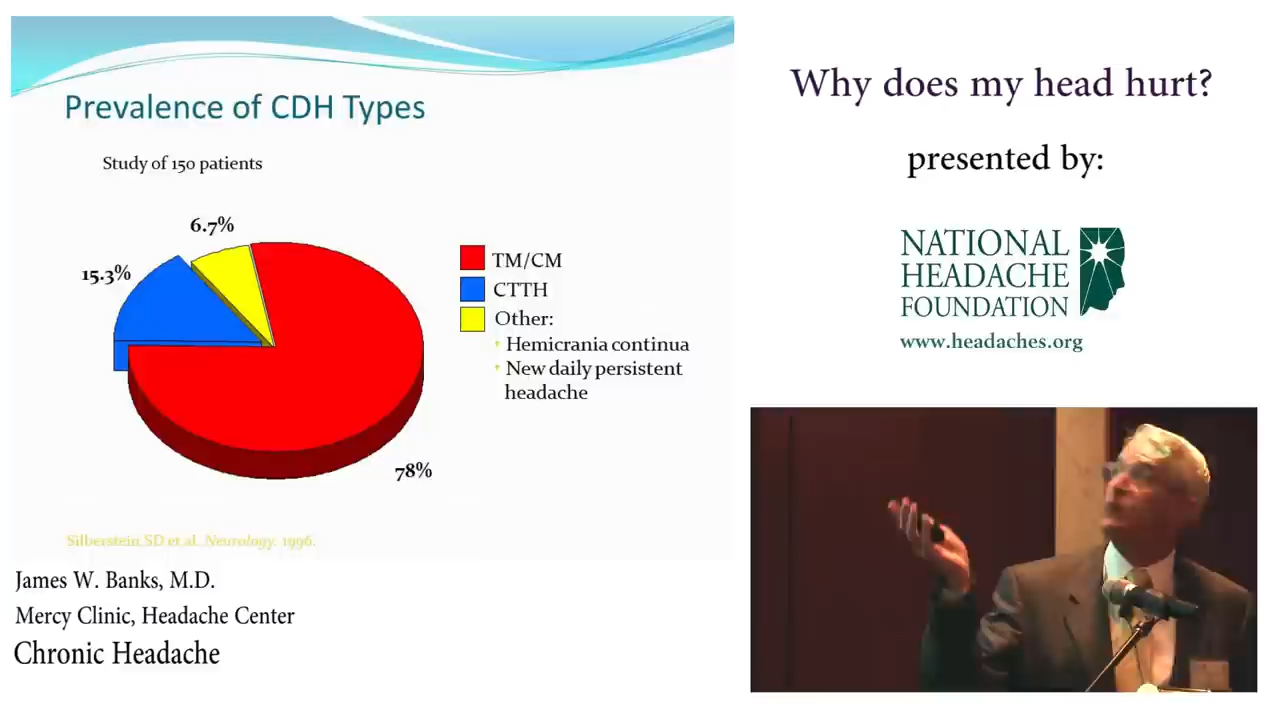 Prevalence of CDH Types
Study of 150 patients
6.7%
15.3%
78%
TM/CM
CTTH
Other:
Hemicrania continua
New daily persistent
headache
Silberstein SD et al. Neurology. 1996.
James W. Banks, M.D.
Mercy Clinic, Headache Center
Chronic Headache
Why does my head hurt?
presented by:
NATIONAL
HEADACHE
FOUNDATION
www.headaches.org